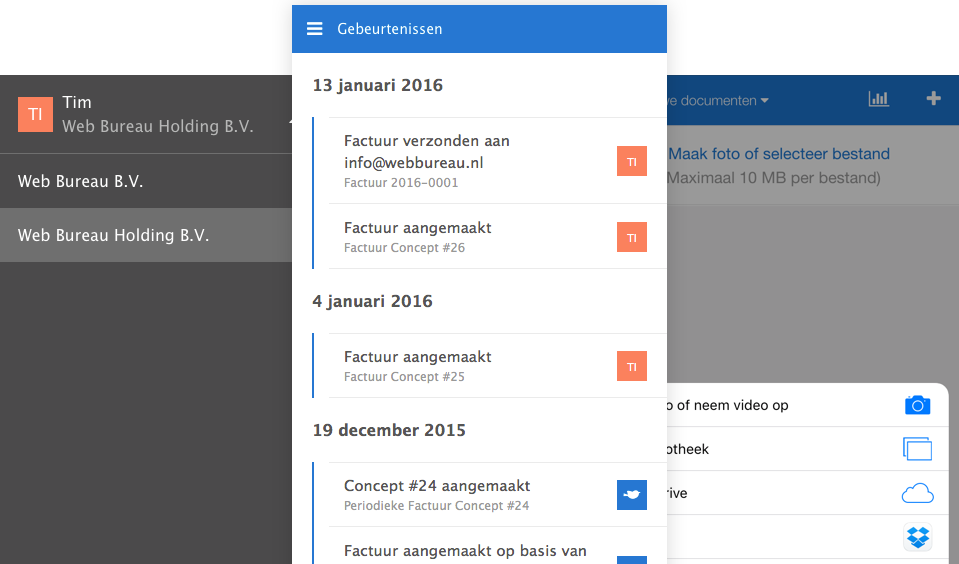 TI
Tim
Web Bureau Holding B.V.
Web Bureau B.V.
Web Bureau Holding B.V.
Gebeurtenissen
13 januari 2016
Factuur verzonden aan
info@webbureau.nl
Factuur 2016-0001
TI
Factuur aangemaakt
Factuur Concept #26
TI
4 januari 2016
Factuur aangemaakt
Factuur Concept #25
TI
19 december 2015
Concept #24 aangemaakt
Periodieke Factuur Concept #24
Factuur aangemaakt op basis van
ve documenten
Maak foto of selecteer bestand
Maximaal 10 MB per bestand)
o of neem video op
otheek
rive